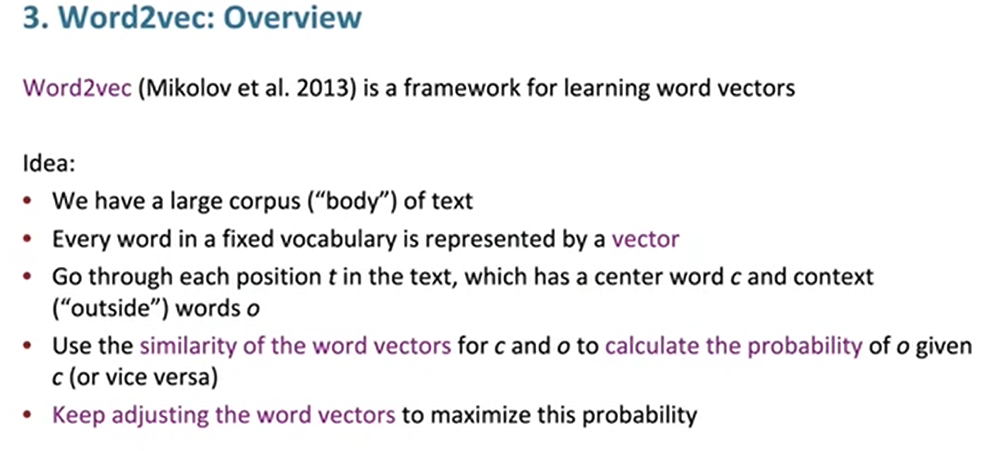 3. Word2vec: Overview
Word2vec (Mikolov et al. 2013) is a framework for learning word vectors
Idea:
• We have a large corpus (“body”) of text
• Every word in a fixed vocabulary is represented by a vector
• Go through each position t in the text, which has a center word c and context
(“outside”) words o
• Use the similarity of the word vectors for c and o to calculate the probability of o given
c (or vice versa)
• Keep adjusting the word vectors to maximize this probability